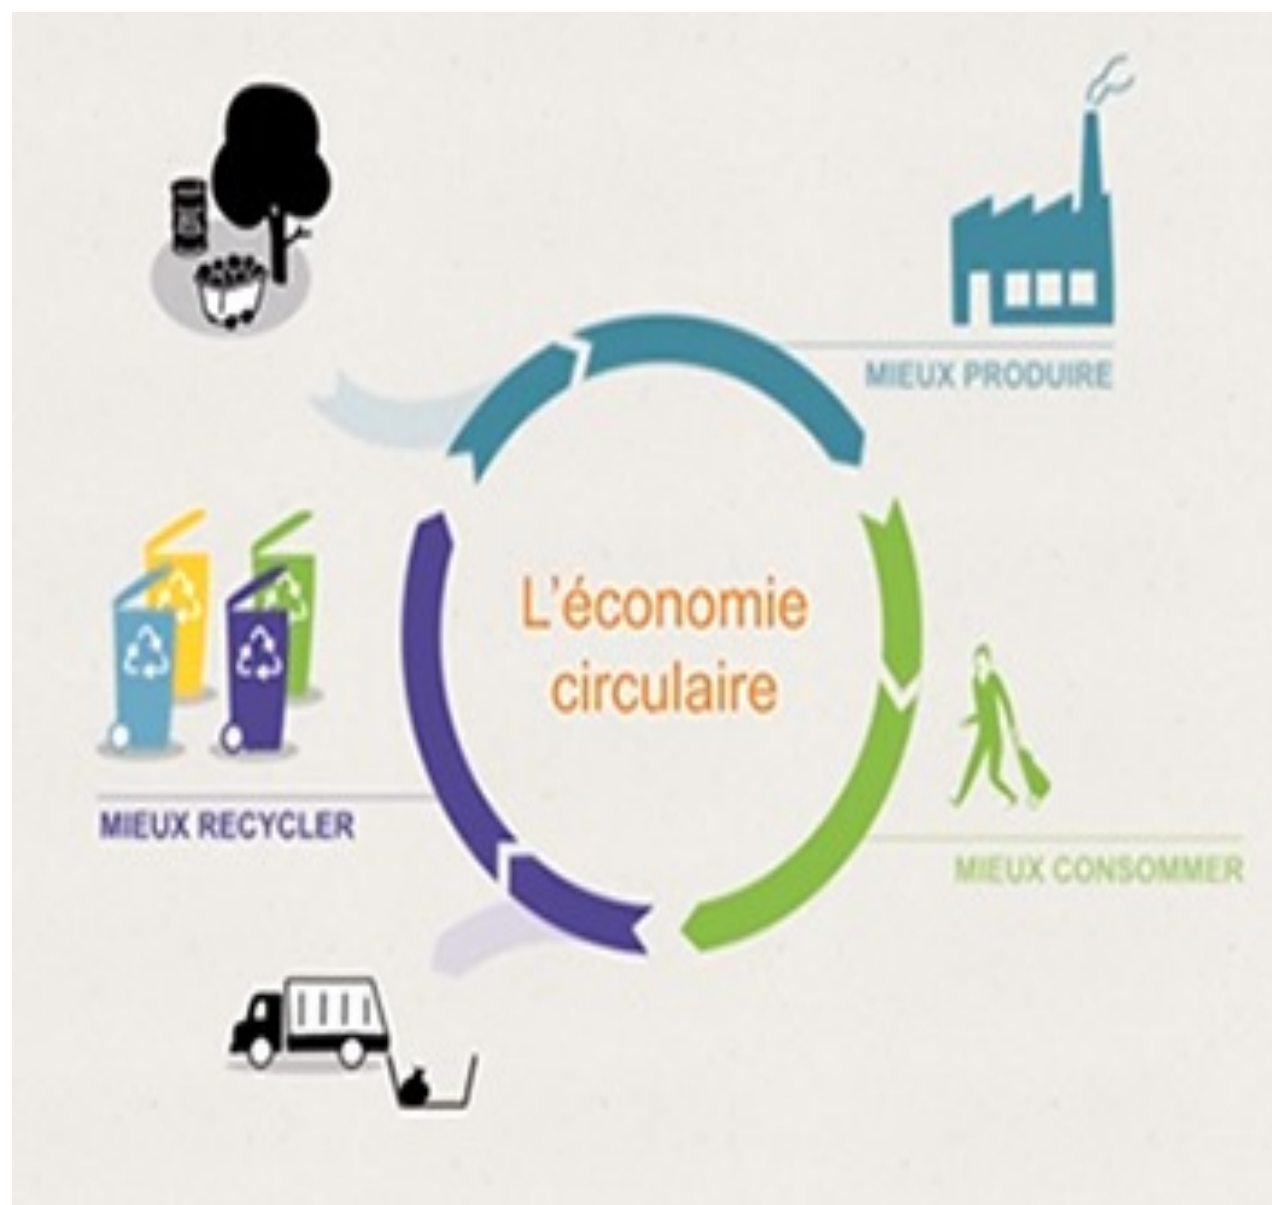 MIEUX PRODUIRE
L'économie
circulaire
MIEUX RECYCLER
MIEUX CONSOMMER